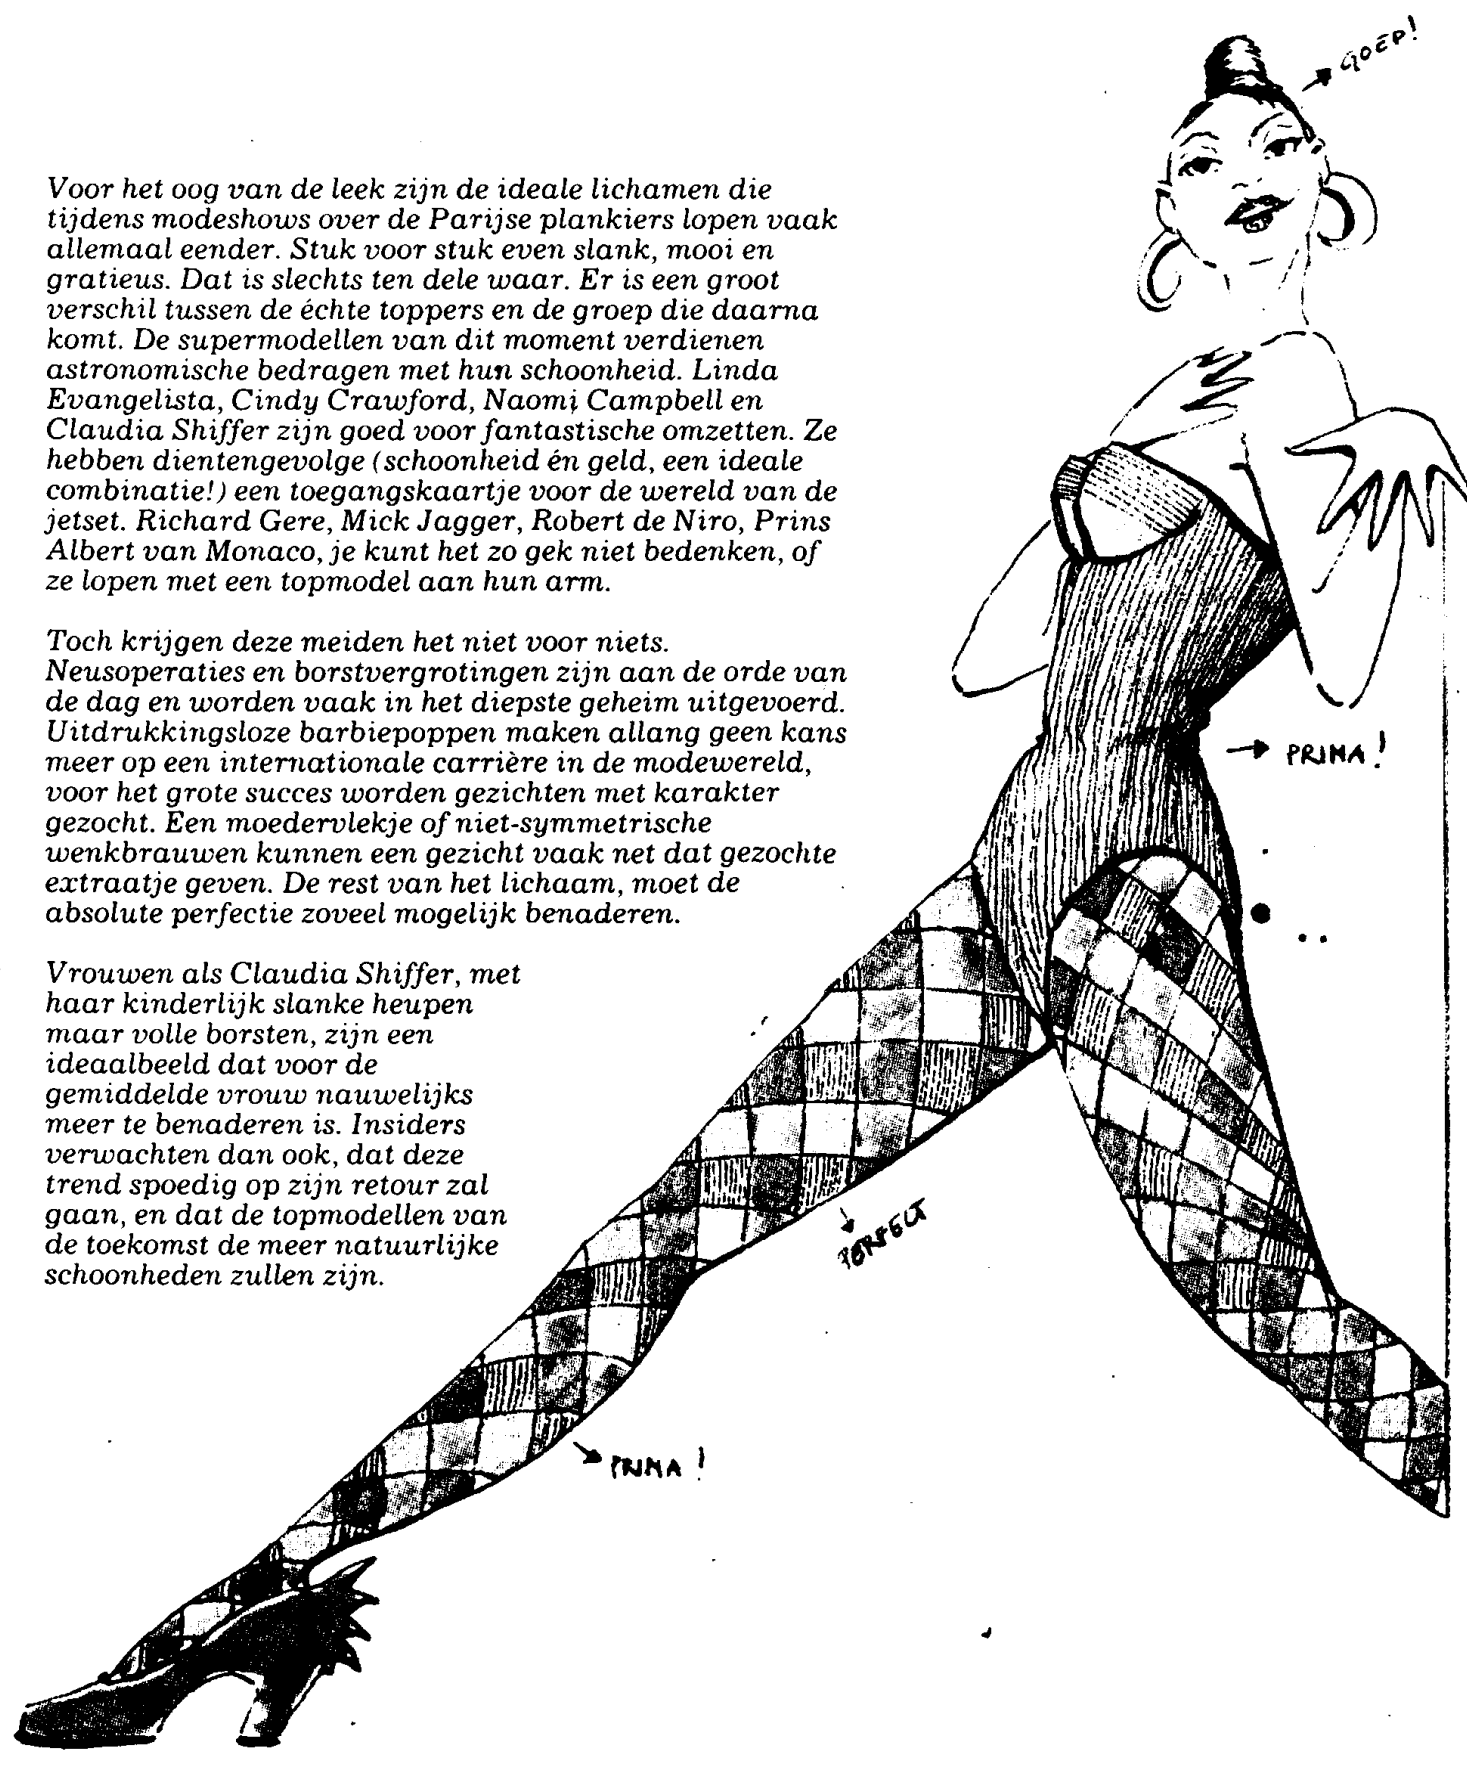 GOED!
Voor het oog van de leek zijn de ideale lichamen die
tijdens modeshows over de Parijse plankiers lopen vaak
allemaal eender. Stuk voor stuk even slank, mooi en
gratieus. Dat is slechts ten dele waar. Er is een groot
verschil tussen de échte toppers en de groep die daarna
komt. De supermodellen van dit moment verdienen
astronomische bedragen met hun schoonheid. Linda
Evangelista, Cindy Crawford, Naomi Campbell en
Claudia Shiffer zijn goed voor fantastische omzetten. Ze
hebben dientengevolge (schoonheid én geld, een ideale
combinatie!) een toegangskaartje voor de wereld van de
jetset. Richard Gere, Mick Jagger, Robert de Niro, Prins
Albert van Monaco, je kunt het zo gek niet bedenken, of
ze lopen met een topmodel aan hun arm.
Toch krijgen deze meiden het niet voor niets.
Neusoperaties en borstvergrotingen zijn aan de orde van
de dag en worden vaak in het diepste geheim uitgevoerd.
Uitdrukkingsloze barbiepoppen maken allang geen kans
meer op een internationale carrière in de modewereld,
voor het grote succes worden gezichten met karakter
gezocht. Een moedervlekje of niet-symmetrische
wenkbrauwen kunnen een gezicht vaak net dat gezochte
extraatje geven. De rest van het lichaam, moet de
absolute perfectie zoveel mogelijk benaderen.
Vrouwen als Claudia Shiffer, met
haar kinderlijk slanke heupen
maar volle borsten, zijn een
ideaalbeeld dat voor de
gemiddelde vrouw nauwelijks
meer te benaderen is. Insiders
verwachten dan ook, dat deze
trend spoedig op zijn retour zal
gaan, en dat de topmodellen van
de toekomst de meer natuurlijke
schoonheden zullen zijn.
PRIMA!
PERFEKT
PRIMA!